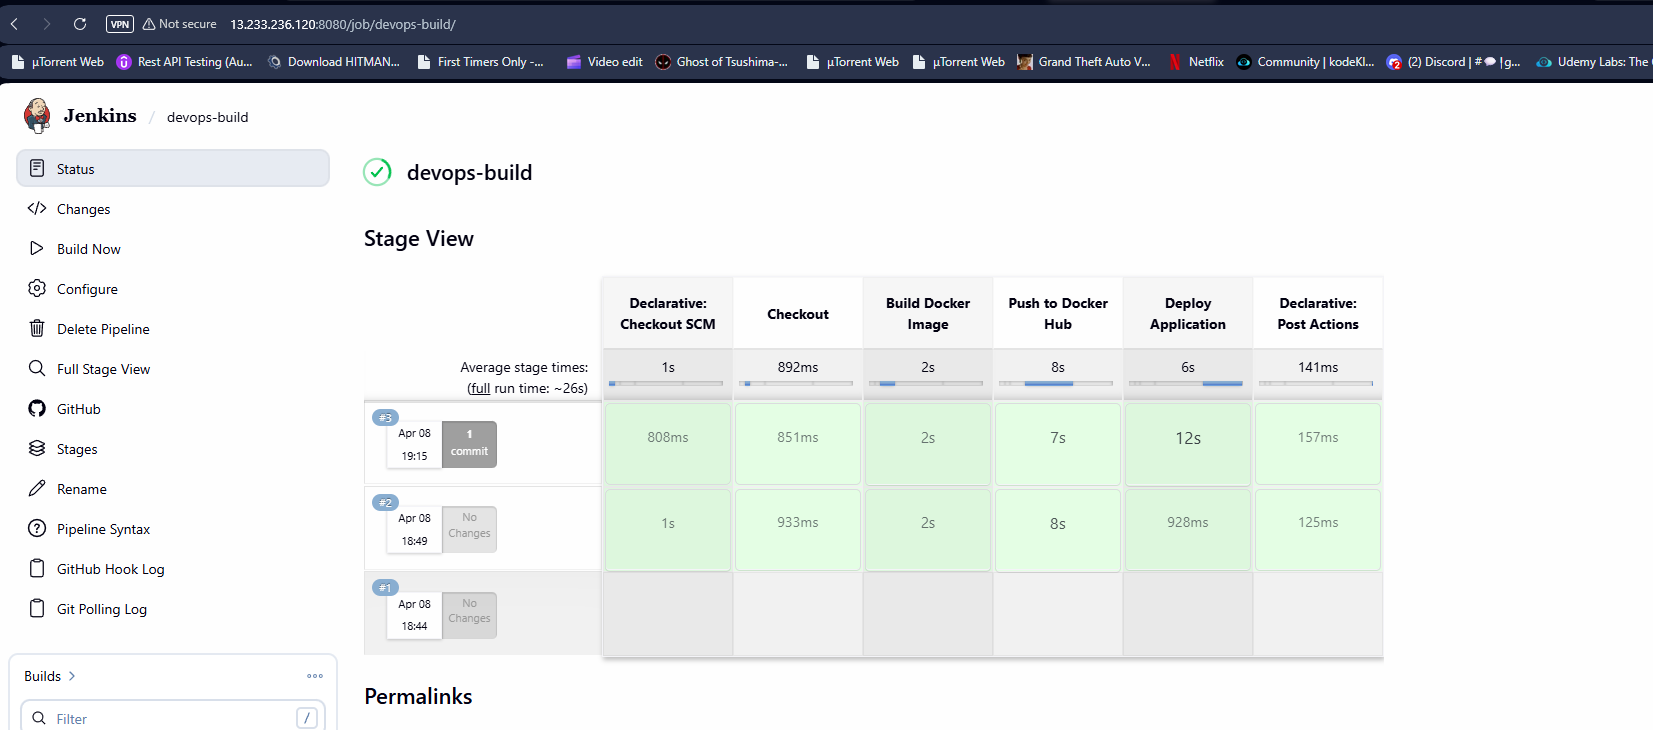 VPN Not secure 13.233.236.120:8080/job/devops-build/
µTorrent Web Rest API Testing (Au... Download HITMAN... First Timers Only -... Video edit Ghost of Tsushima-... µTorrent Web µTorrent Web Grand Theft Auto V... Netflix Community | kodeKl... (2) Discord | # | g... Udemy Labs: The
Jenkins / devops-build
Status
Changes
Build Now
Configure
Delete Pipeline
Full Stage View
GitHub
Stages
Rename
Pipeline Syntax
GitHub Hook Log
Git Polling Log
Builds
Filter /
devops-build
Stage View
Declarative: Checkout SCM
Checkout
Build Docker Image
Push to Docker Hub
Deploy Application
Declarative: Post Actions
Average stage times:
(full run time: ~26s)
1s 892ms 2s 8s 6s 141ms
#3
Apr 08
19:15
1
commit
808ms 851ms 2s 7s 12s 157ms
#2
Apr 08
18:49
No
Changes
1s 933ms 2s 8s 928ms 125ms
#1
Apr 08
18:44
No
Changes
Permalinks